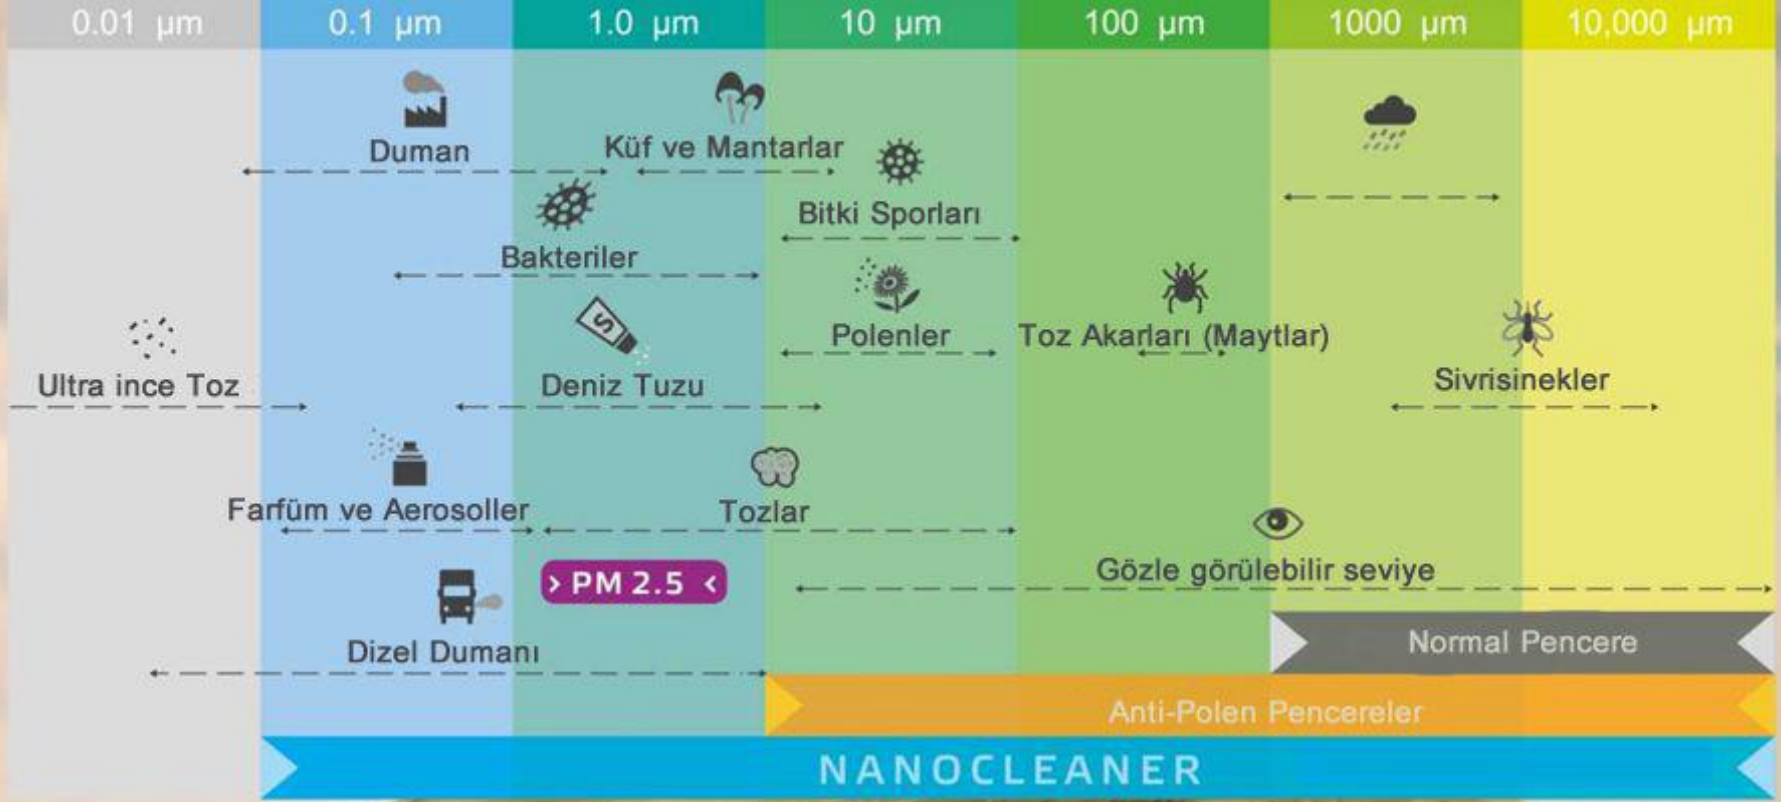 0.01 µm
0.1 µm
1.0 µm
10 µm
100 µm
1000 µm
10,000 µm
Duman
Küf ve Mantarlar
Bitki Sporları
Bakteriler
Polenler
Toz Akarları (Maytlar)
Ultra ince Toz
Deniz Tuzu
Sivrisinekler
Farfüm ve Aerosoller
Tozlar
Gözle görülebilir seviye
> PM 2.5 <
Dizel Dumanı
Normal Pencere
Anti-Polen Pencereler
NANOCLEANER